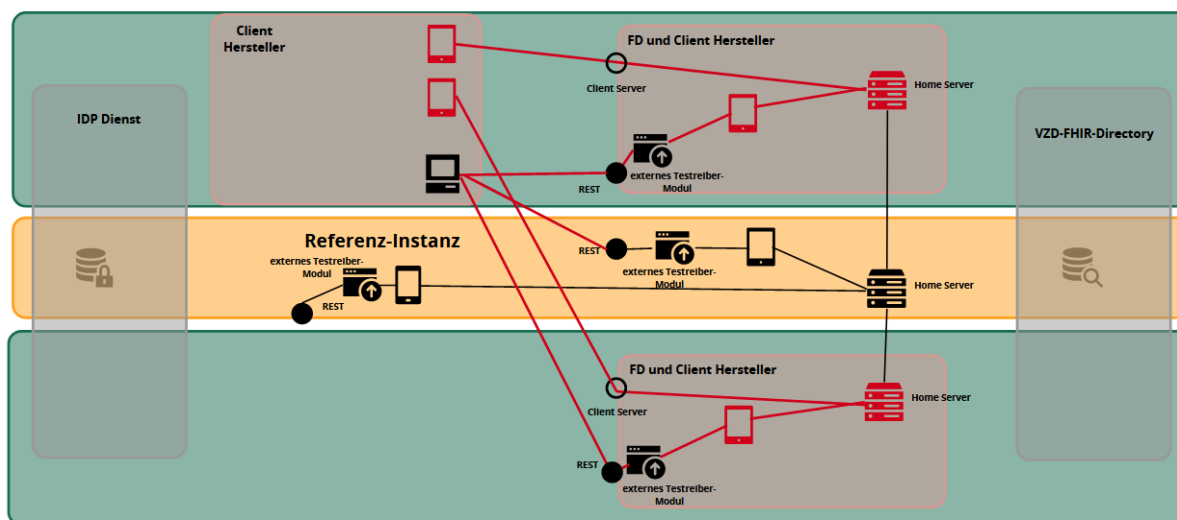 Client
Hersteller
FD und Client Hersteller
Client Server
Home Server
IDP Dienst
VZD-FHIR-Directory
REST
externes Testreiber-
Modul
Referenz-Instanz
externes Testreiber-
Modul
REST
REST
externes Testreiber-
Modul
Home Server
FD und Client Hersteller
Client Server
Home Server
REST
externes Testreiber-
Modul